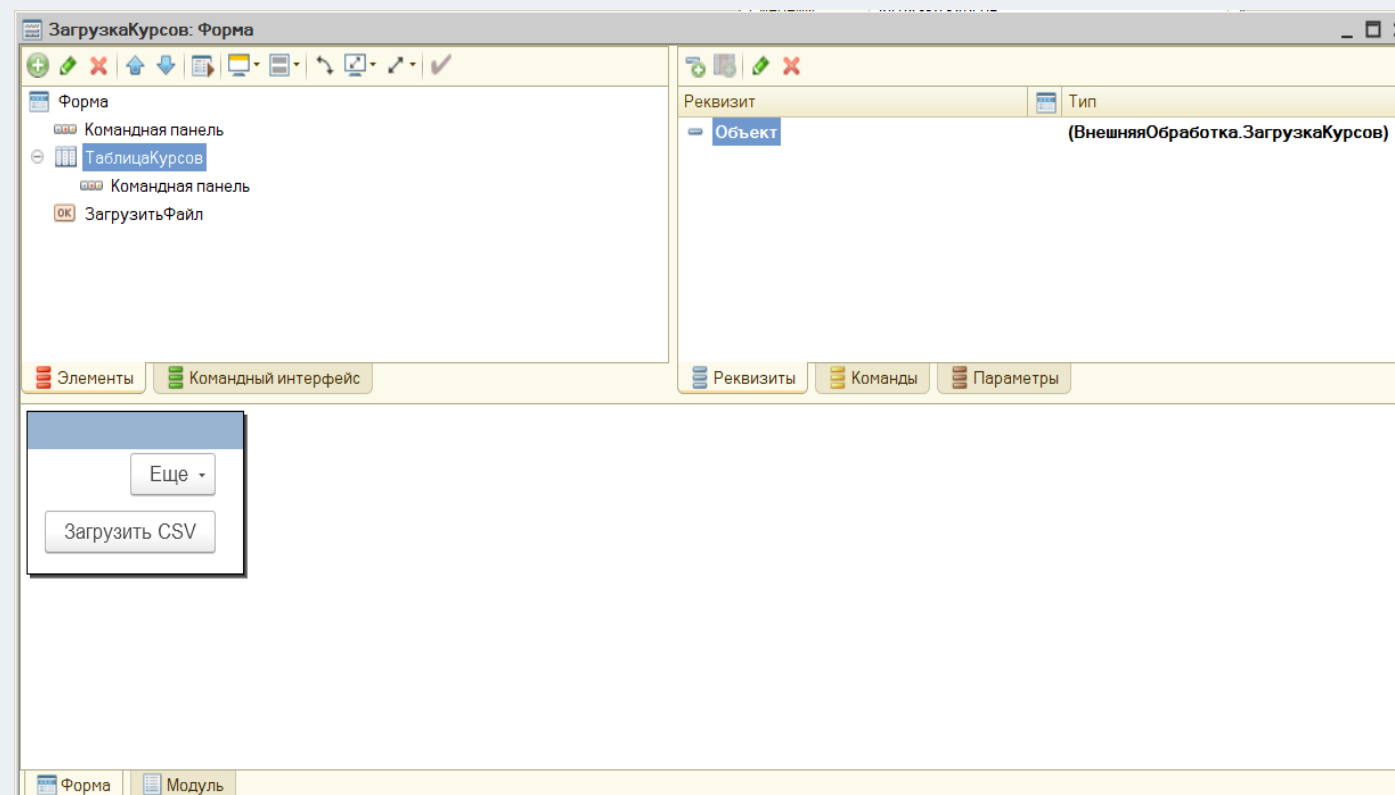 ЗагрузкаКурсов: Форма
Форма
Командная панель
ТаблицаКурсов
Командная панель
ОК ЗагрузитьФайл
Элементы Командный интерфейс
Реквизит Тип
Объект (ВнешняяОбработка.ЗагрузкаКурсов)
Реквизиты Команды Параметры
Еще
Загрузить CSV
Форма Модуль